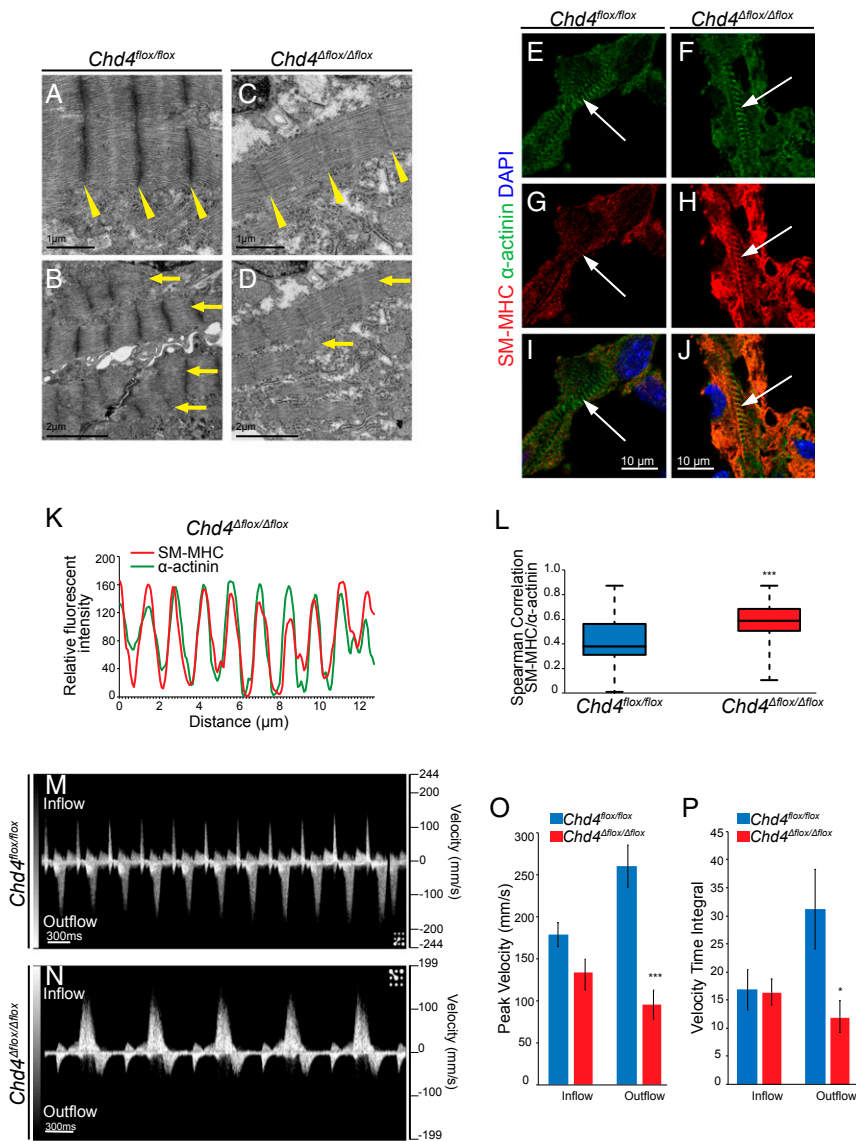 Chd4flox/flox
Chd4Δflox/Δflox
A
C
1µm
1µm
B
D
2µm
2µm
Chd4flox/flox
Chd4Δflox/Δflox
SM-MHC α-actinin DAPI
E
F
G
H
I
J
10 µm
10 µm
K
Chd4Δflox/Δflox
SM-MHC
α-actinin
Relative fluorescent
intensity
200
160
120
80
40
0
0 2 4 6 8 10 12
Distance (µm)
L
Spearman Correlation
SM-MHC/α-actinin
1.0
0.8
0.6
0.4
0.2
0
***
Chd4flox/flox
Chd4Δflox/Δflox
Chd4flox/flox
M
Inflow
Outflow
300ms
244
200
100
0
-100
-200
-244
Velocity (mm/s)
Chd4Δflox/Δflox
N
Inflow
Outflow
300ms
199
100
0
-100
-199
Velocity (mm/s)
O
Chd4flox/flox
Chd4Δflox/Δflox
Peak Velocity (mm/s)
300
250
200
150
100
50
0
***
Inflow
Outflow
P
Chd4flox/flox
Chd4Δflox/Δflox
Velocity Time Integral
45
40
35
30
25
20
15
10
5
0
*
Inflow
Outflow